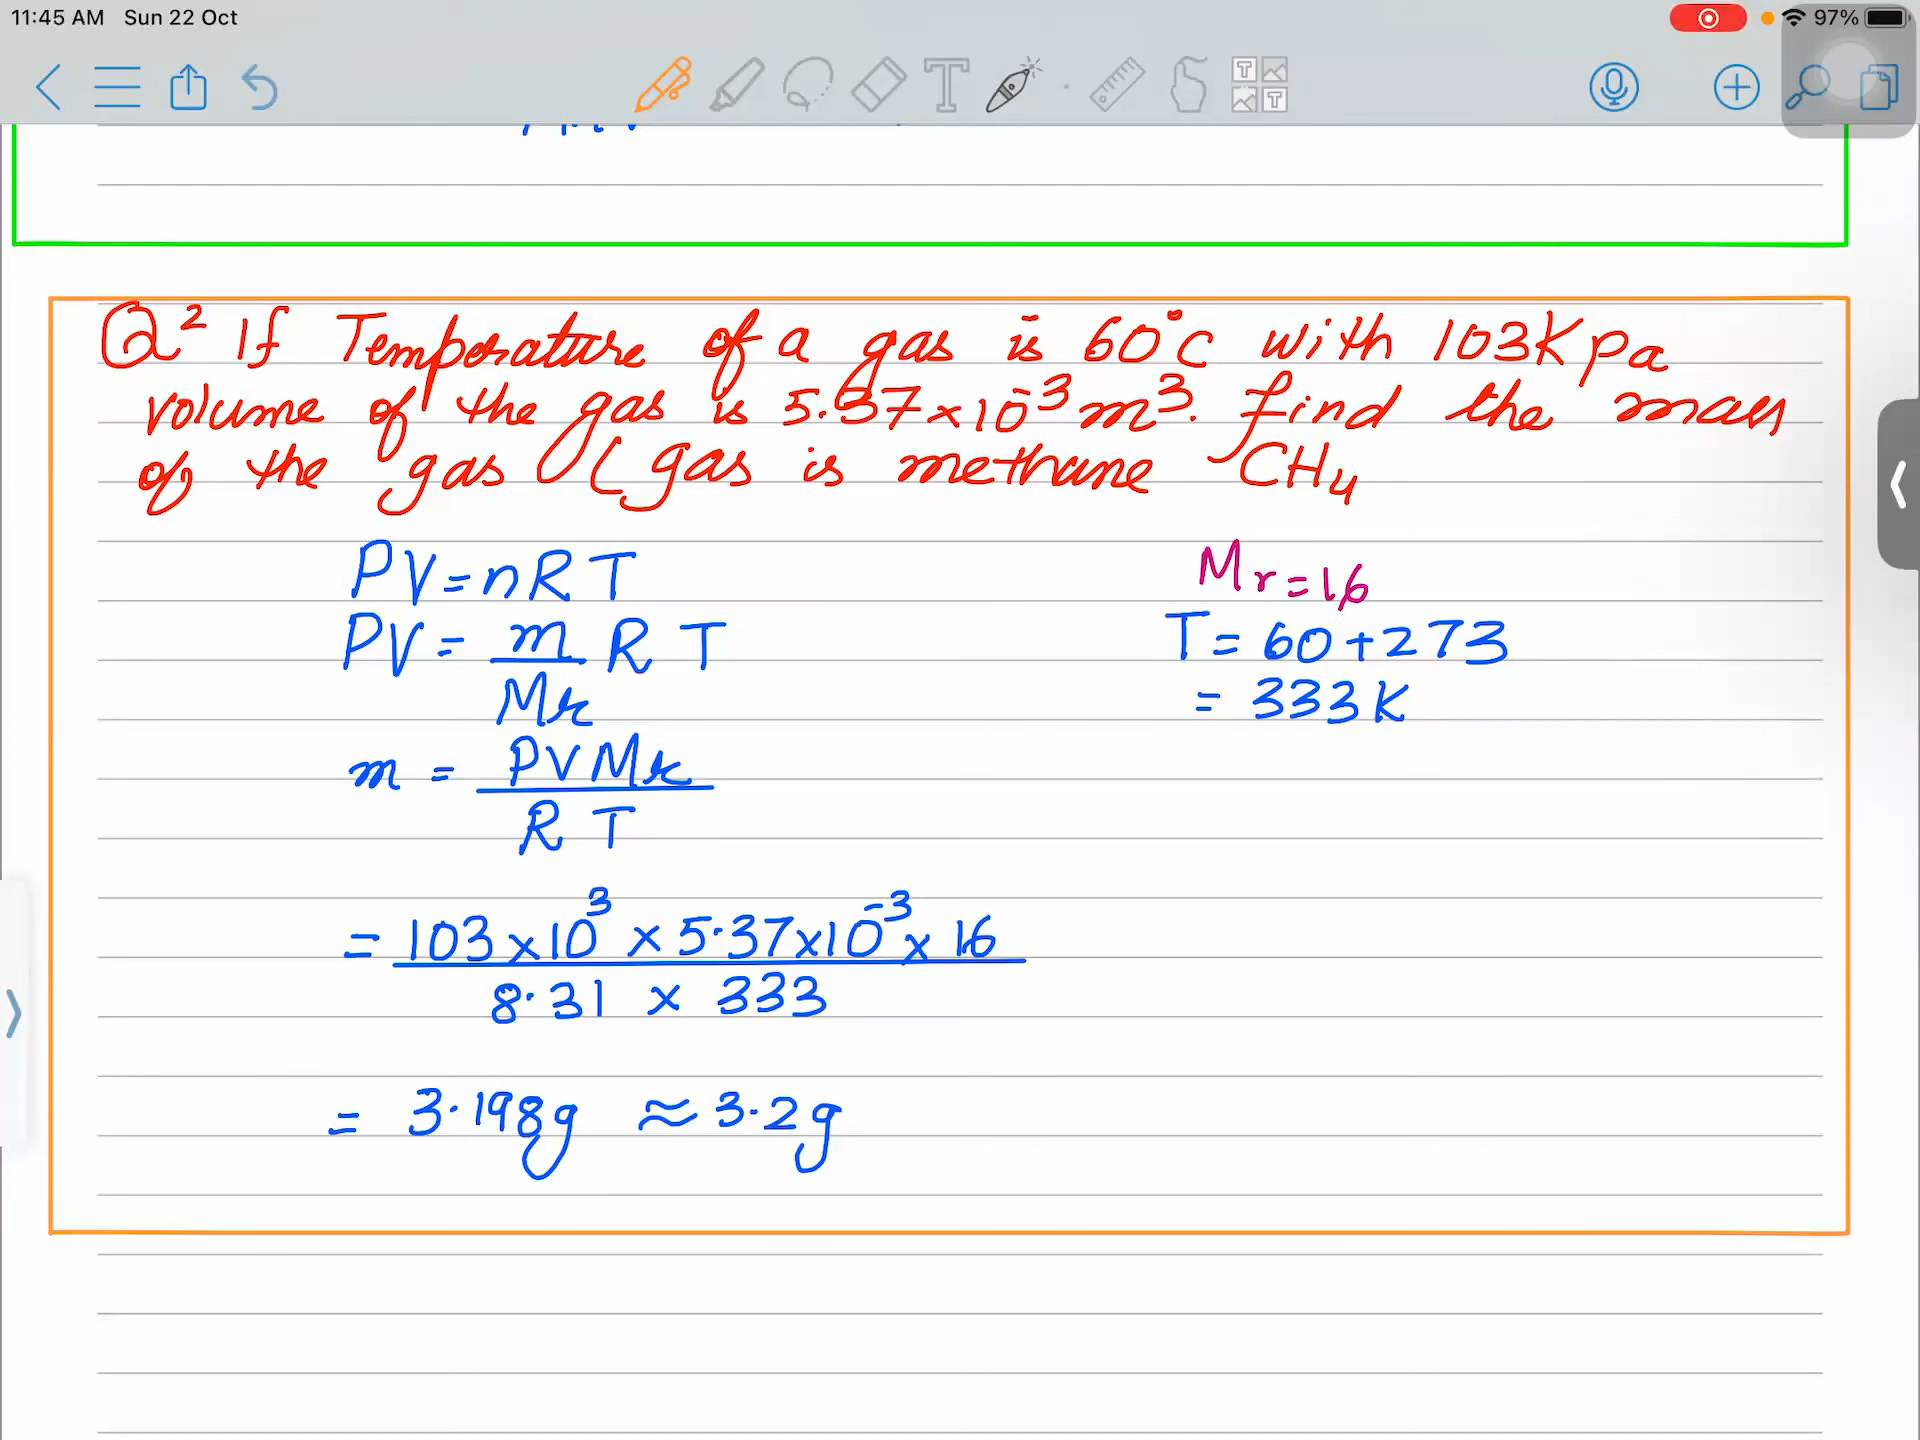 11:45 AM Sun 22 Oct
97%
Q2 If Temperature of a gas is 60°C with 103KPa
volume of the gas is 5.37×10⁻³m³. find the mass
of the gas (gas is methane CH₄
PV=nRT
Mr=16
PV= m/Mr RT
T= 60+273
= 333K
m = PVMr/RT
= 103×10³ × 5.37×10⁻³ × 16
8.31 × 333
= 3.198g ≈ 3.2g